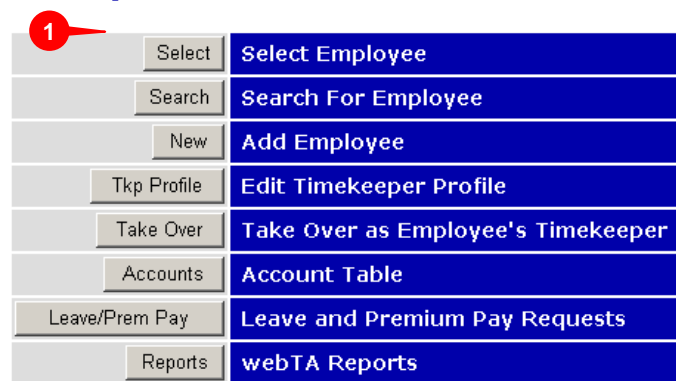 1
Select Select Employee
Search Search For Employee
New Add Employee
Tkp Profile Edit Timekeeper Profile
Take Over Take Over as Employee's Timekeeper
Accounts Account Table
Leave/Prem Pay Leave and Premium Pay Requests
Reports webTA Reports